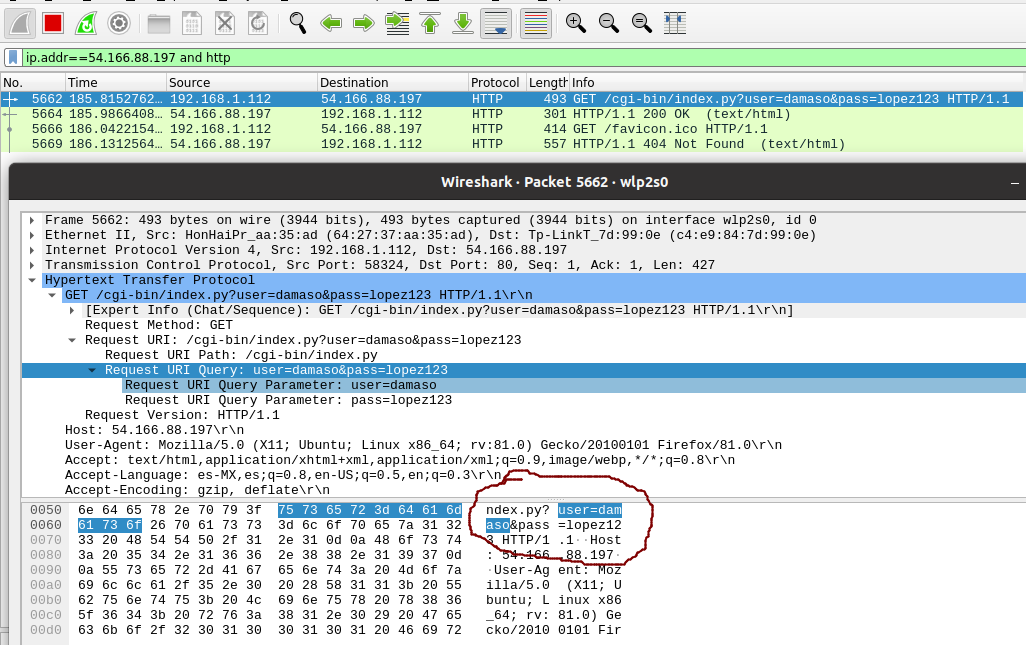 ip.addr==54.166.88.197 and http
No. Time Source Destination Protocol Length Info
5662 185.8152762… 192.168.1.112 54.166.88.197 HTTP 493 GET /cgi-bin/index.py?user=damaso&pass=lopez123 HTTP/1.1
5664 185.9866408… 54.166.88.197 192.168.1.112 HTTP 301 HTTP/1.1 200 OK  (text/html)
5666 186.0422154… 192.168.1.112 54.166.88.197 HTTP 414 GET /favicon.ico HTTP/1.1
5669 186.1312564… 54.166.88.197 192.168.1.112 HTTP 557 HTTP/1.1 404 Not Found  (text/html)
Wireshark · Packet 5662 · wlp2s0
Frame 5662: 493 bytes on wire (3944 bits), 493 bytes captured (3944 bits) on interface wlp2s0, id 0
Ethernet II, Src: HonHaiPr_aa:35:ad (64:27:37:aa:35:ad), Dst: Tp-LinkT_7d:99:0e (c4:e9:84:7d:99:0e)
Internet Protocol Version 4, Src: 192.168.1.112, Dst: 54.166.88.197
Transmission Control Protocol, Src Port: 58324, Dst Port: 80, Seq: 1, Ack: 1, Len: 427
Hypertext Transfer Protocol
GET /cgi-bin/index.py?user=damaso&pass=lopez123 HTTP/1.1\r\n
[Expert Info (Chat/Sequence): GET /cgi-bin/index.py?user=damaso&pass=lopez123 HTTP/1.1\r\n]
Request Method: GET
Request URI: /cgi-bin/index.py?user=damaso&pass=lopez123
Request URI Path: /cgi-bin/index.py
Request URI Query: user=damaso&pass=lopez123
Request URI Query Parameter: user=damaso
Request URI Query Parameter: pass=lopez123
Request Version: HTTP/1.1
Host: 54.166.88.197\r\n
User-Agent: Mozilla/5.0 (X11; Ubuntu; Linux x86_64; rv:81.0) Gecko/20100101 Firefox/81.0\r\n
Accept: text/html,application/xhtml+xml,application/xml;q=0.9,image/webp,*/*;q=0.8\r\n
Accept-Language: es-MX,es;q=0.8,en-US;q=0.5,en;q=0.3\r\n
Accept-Encoding: gzip, deflate\r\n
0050 6e 64 65 78 2e 70 79 3f 75 73 65 72 3d 64 61 6d ndex.py? user=dam
0060 61 73 6f 26 70 61 73 73 3d 6c 6f 70 65 7a 31 32 aso&pass =lopez12
0070 33 20 48 54 54 50 2f 31 2e 31 0d 0a 48 6f 73 74 3 HTTP/1 .1··Host
0080 3a 20 35 34 2e 31 36 36 2e 38 38 2e 31 39 37 0d : 54.166 .88.197·
0090 0a 55 73 65 72 2d 41 67 65 6e 74 3a 20 4d 6f 7a ·User-Ag ent: Moz
00a0 69 6c 6c 61 2f 35 2e 30 20 28 58 31 31 3b 20 55 illa/5.0  (X11; U
00b0 62 75 6e 74 75 3b 20 4c 69 6e 75 78 20 78 38 36 buntu; L inux x86
00c0 5f 36 34 3b 20 72 76 3a 38 31 2e 30 29 20 47 65 _64; rv: 81.0) Ge
00d0 63 6b 6f 2f 32 30 31 30 30 31 30 31 20 46 69 72 cko/2010 0101 Fir